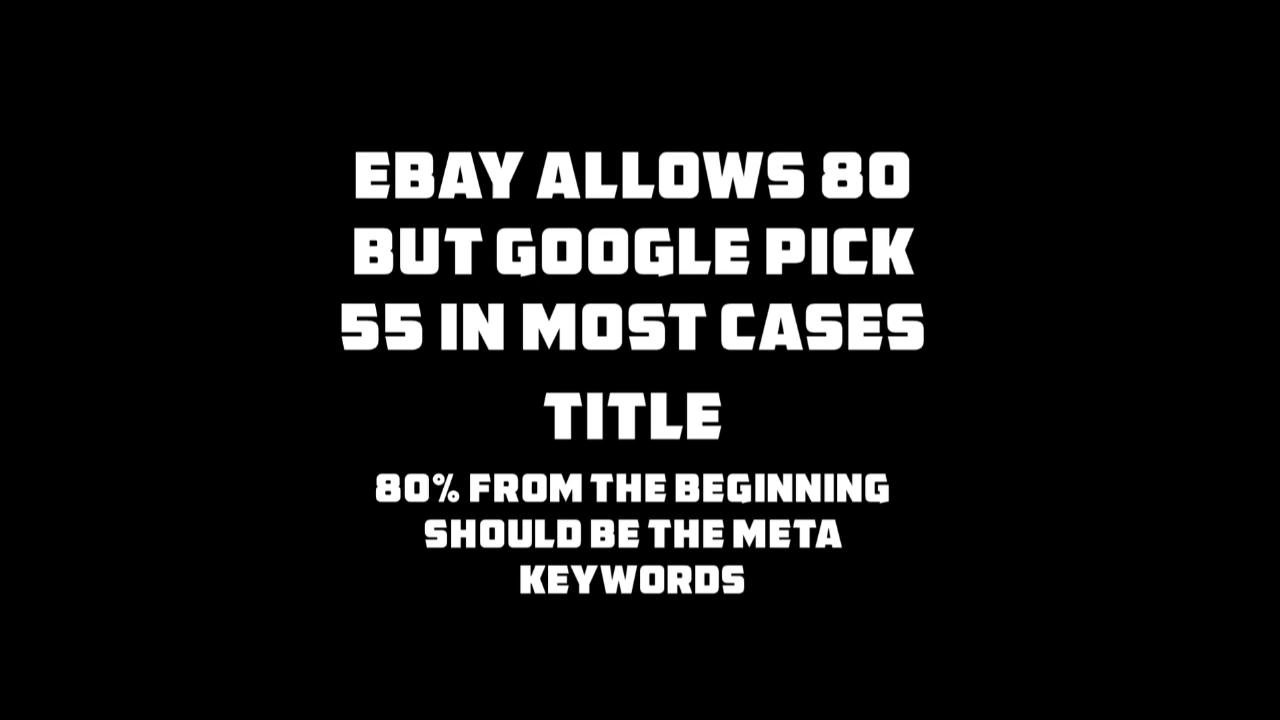 EBAY ALLOWS 80
BUT GOOGLE PICK
55 IN MOST CASES
TITLE
80% FROM THE BEGINNING
SHOULD BE THE META
KEYWORDS